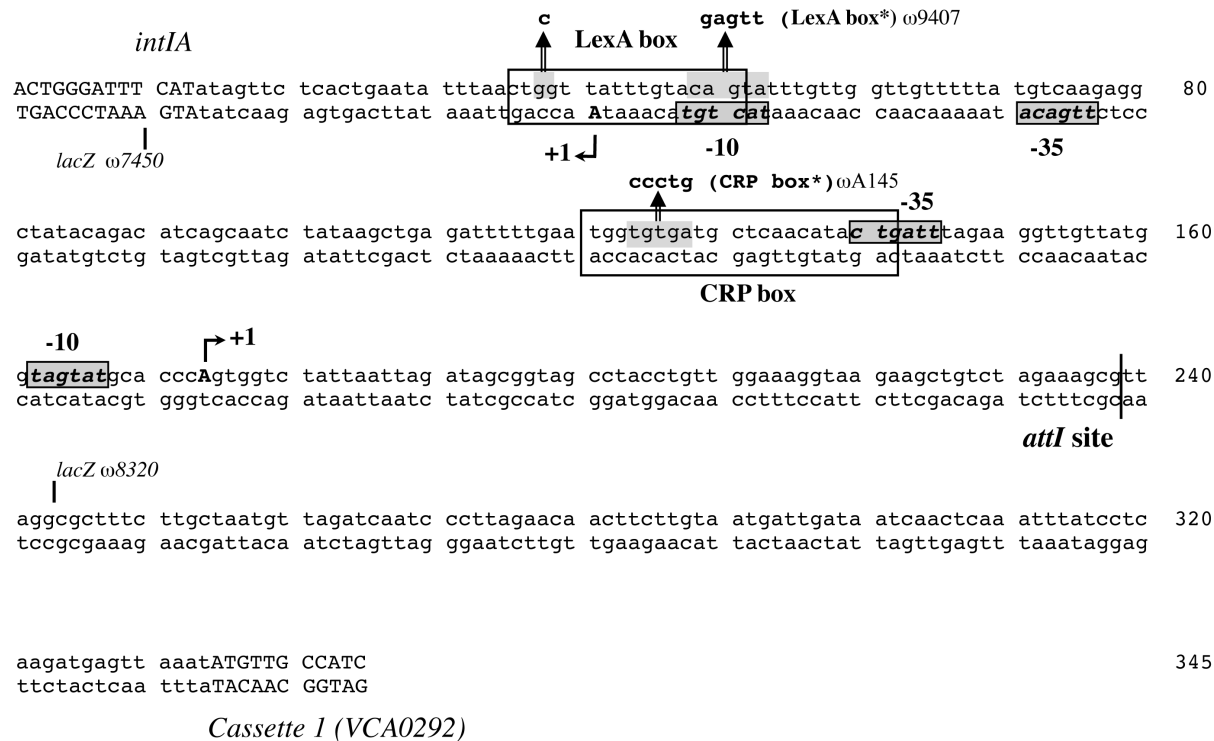 c gagtt (LexA box*) ω9407
intIA LexA box
ACTGGGATTT CATatagttc tcactgaata tttaactggt tatttgtaca gtatttgttg gttgttttta tgtcaagagg 80
TGACCCTAAA GTAtatcaag agtgacttat aaattgacca Ataaacatgt cataaacaac caacaaaaat acagttctcc
lacZ ω7450 +1 -10 -35
ccctg (CRP box*) ωA145
-35
ctatacagac atcagcaatc tataagctga gatttttgaa tggtgtgatg ctcaacatac tgatttagaa ggttgttatg 160
gatatgtctg tagtcgttag atattcgact ctaaaaactt accacactac gagttgtatg actaaatctt ccaacaatac
CRP box
-10 +1
gtagtatgca cccAgtggtc tattaattag atagcggtag cctacctgtt ggaaaggtaa gaagctgtct agaaagcgtt 240
catcatacgt gggtcaccag ataattaatc tatcgccatc ggatggacaa cctttccatt cttcgacaga tctttcgcaa
attI site
lacZ ω8320
aggcgctttc ttgctaatgt tagatcaatc ccttagaaca acttcttgta atgattgata atcaactcaa atttatcctc 320
tccgcgaaag aacgattaca atctagttag ggaatcttgt tgaagaacat tactaactat tagttgagtt taaataggag
aagatgagtt aaatATGTTG CCATC 345
ttctactcaa tttaTACAAC GGTAG
Cassette 1 (VCA0292)